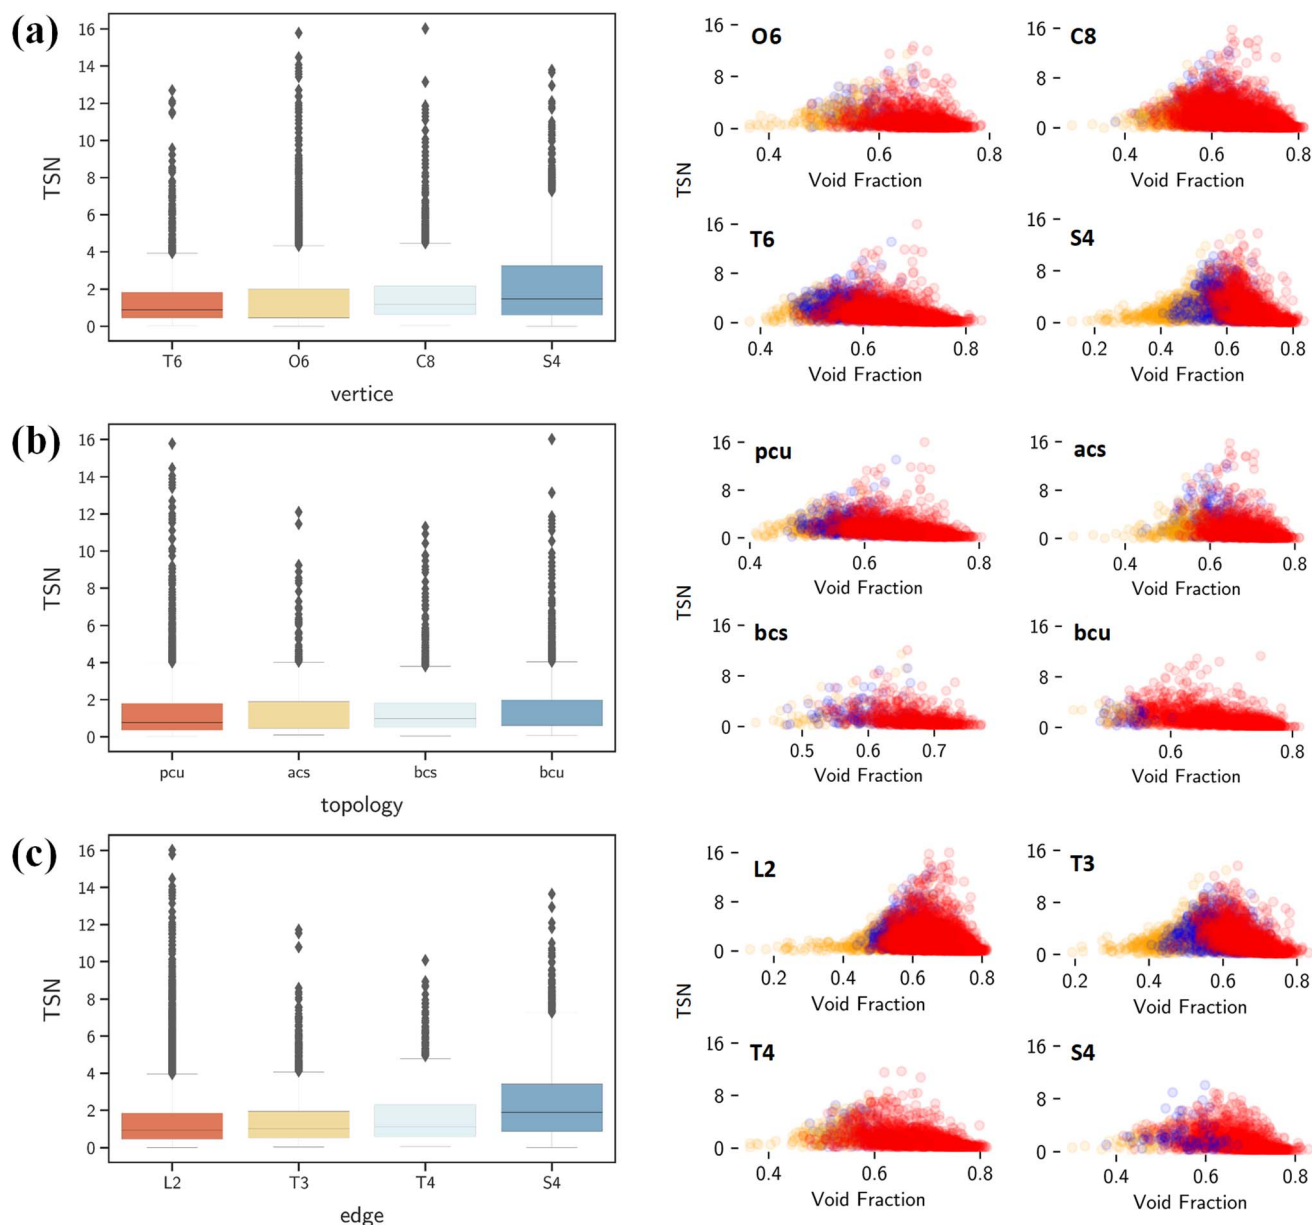 (a)
16
14
12
10
8
6
4
2
0
TSN
T6 O6 C8 S4
vertice
16
8
0
O6
0.4 0.6 0.8
Void Fraction
16
8
0
C8
0.4 0.6 0.8
Void Fraction
TSN
16
8
0
T6
0.4 0.6 0.8
Void Fraction
16
8
0
S4
0.2 0.4 0.6 0.8
Void Fraction
(b)
16
14
12
10
8
6
4
2
0
TSN
pcu acs bcs bcu
topology
16
8
0
pcu
0.4 0.6 0.8
Void Fraction
16
8
0
acs
0.4 0.6 0.8
Void Fraction
TSN
16
8
0
bcs
0.5 0.6 0.7
Void Fraction
16
8
0
bcu
0.6 0.8
Void Fraction
(c)
16
14
12
10
8
6
4
2
0
TSN
L2 T3 T4 S4
edge
16
8
0
L2
0.2 0.4 0.6 0.8
Void Fraction
16
8
0
T3
0.2 0.4 0.6 0.8
Void Fraction
TSN
16
8
0
T4
0.4 0.6 0.8
Void Fraction
16
8
0
S4
0.4 0.6 0.8
Void Fraction